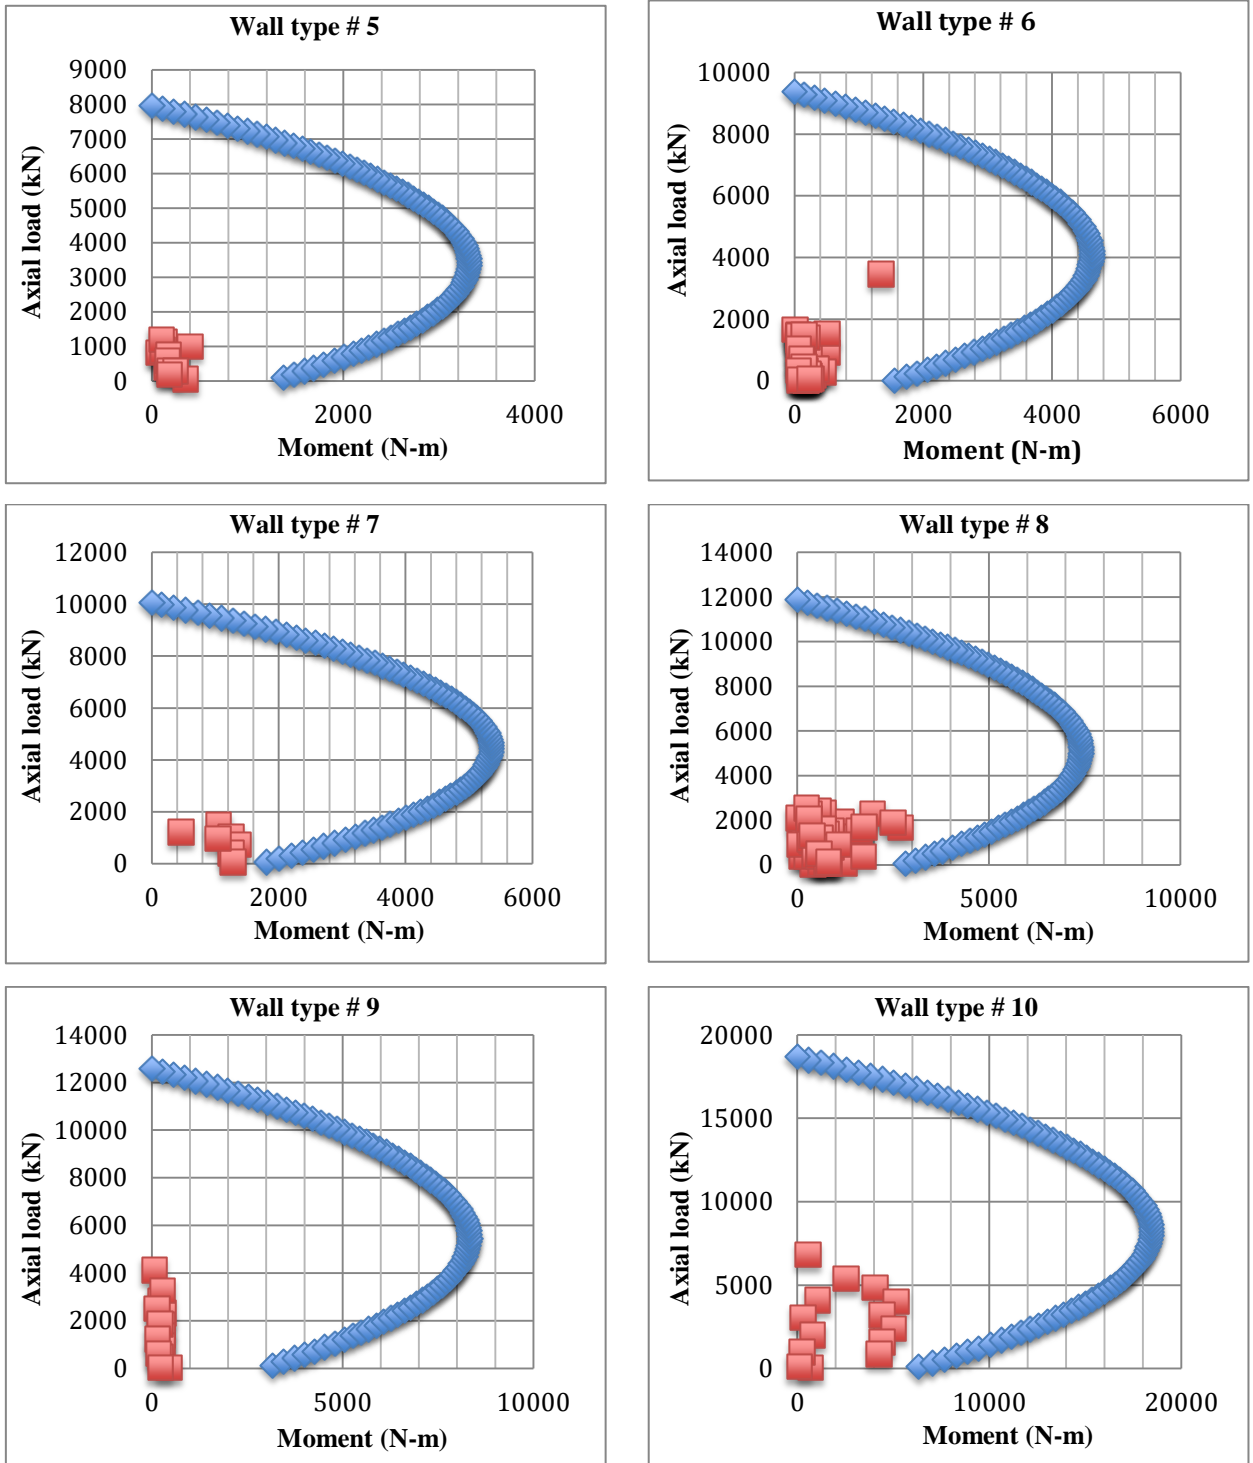 Wall type # 5
9000
8000
7000
6000
5000
4000
3000
2000
1000
0
Axial load (kN)
0 2000 4000
Moment (N-m)
Wall type # 6
10000
8000
6000
4000
2000
0
Axial load (kN)
0 2000 4000 6000
Moment (N-m)
Wall type # 7
12000
10000
8000
6000
4000
2000
0
Axial load (kN)
0 2000 4000 6000
Moment (N-m)
Wall type # 8
14000
12000
10000
8000
6000
4000
2000
0
Axial load (kN)
0 5000 10000
Moment (N-m)
Wall type # 9
14000
12000
10000
8000
6000
4000
2000
0
Axial load (kN)
0 5000 10000
Moment (N-m)
Wall type # 10
20000
15000
10000
5000
0
Axial load (kN)
0 10000 20000
Moment (N-m)